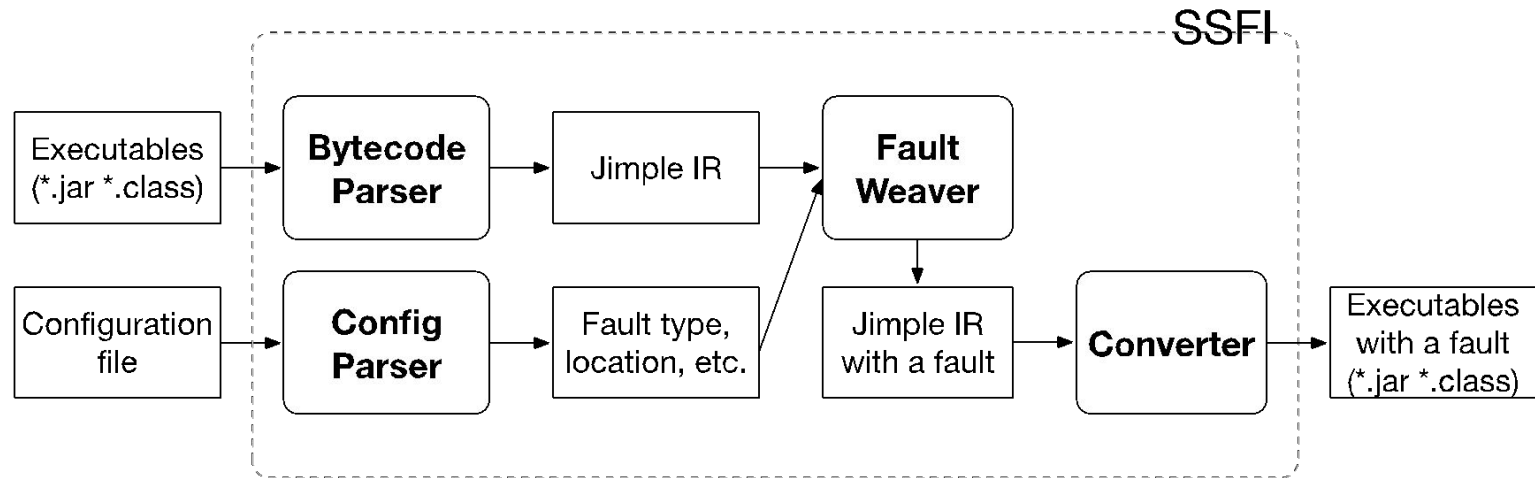 SSFI
Executables
(*.jar *.class)
Bytecode
Parser
Jimple IR
Fault
Weaver
Configuration
file
Config
Parser
Fault type,
location, etc.
Jimple IR
with a fault
Converter
Executables
with a fault
(*.jar *.class)